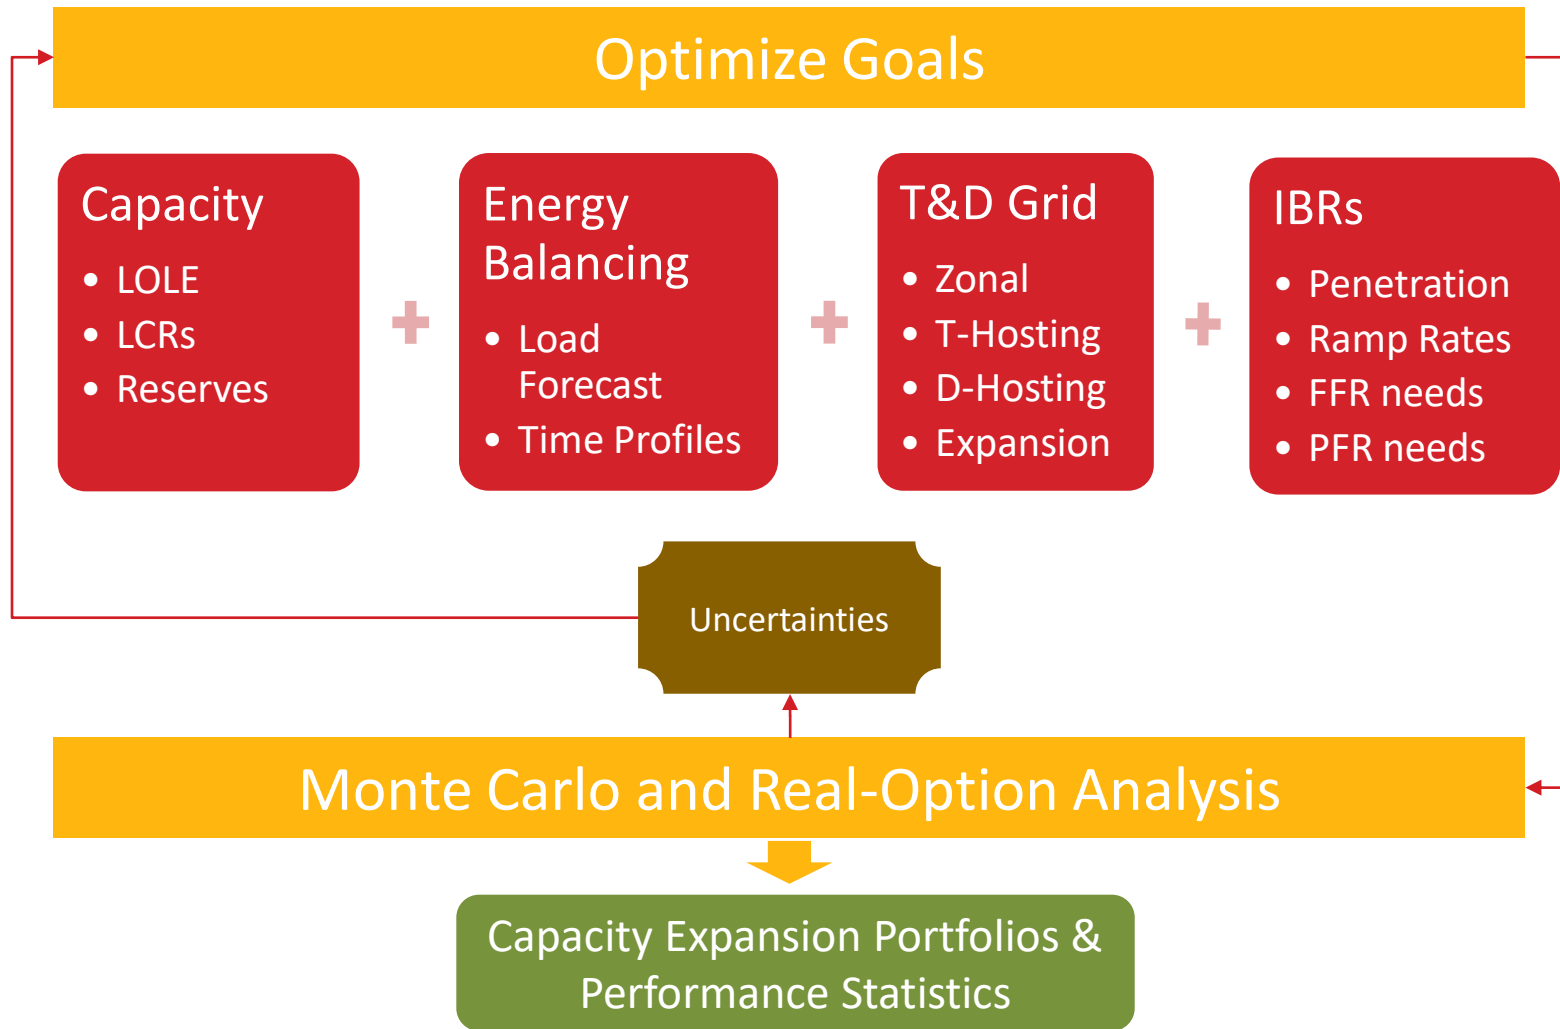 Optimize Goals
Capacity
• LOLE
• LCRs
• Reserves
Energy
Balancing
• Load
Forecast
• Time Profiles
T&D Grid
• Zonal
• T-Hosting
• D-Hosting
• Expansion
IBRs
• Penetration
• Ramp Rates
• FFR needs
• PFR needs
Uncertainties
Monte Carlo and Real-Option Analysis
Capacity Expansion Portfolios &
Performance Statistics